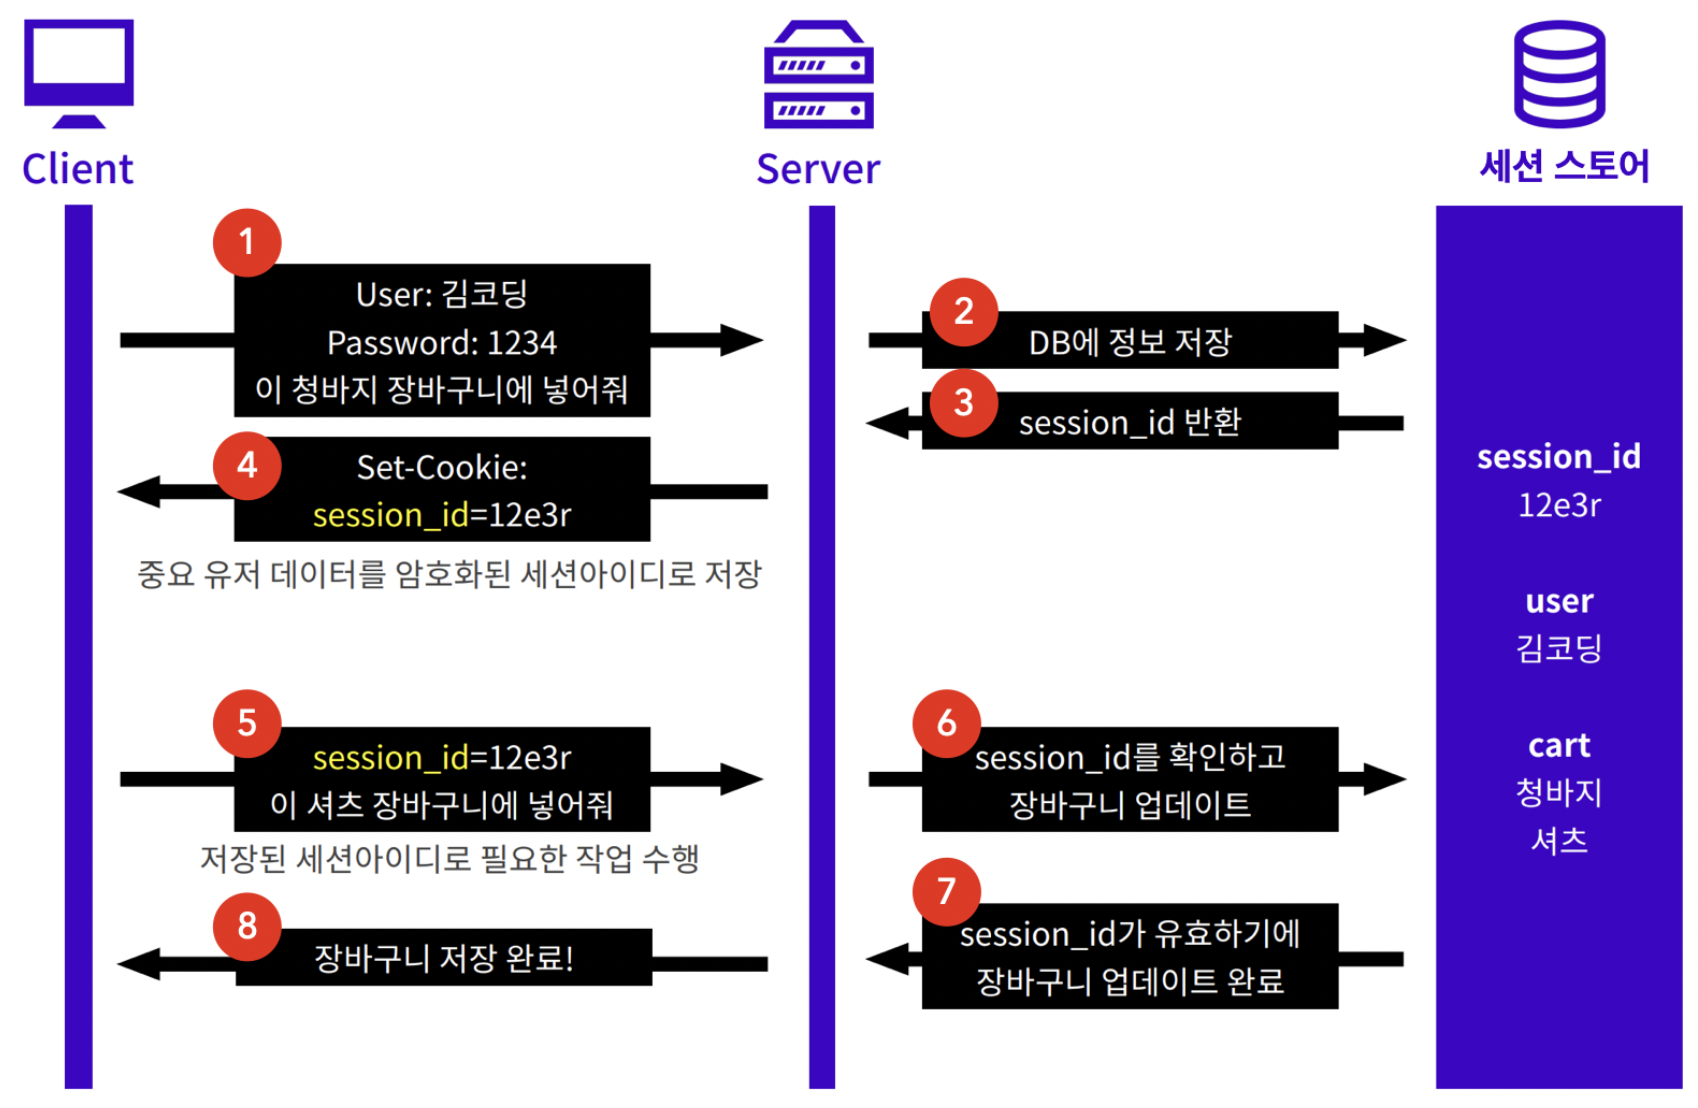 Client
Server
세션 스토어
1
User: 김코딩
Password: 1234
이 청바지 장바구니에 넣어줘
2
DB에 정보 저장
3
session_id 반환
4
Set-Cookie:
session_id=12e3r
중요 유저 데이터를 암호화된 세션아이디로 저장
5
session_id=12e3r
이 셔츠 장바구니에 넣어줘
저장된 세션아이디로 필요한 작업 수행
6
session_id를 확인하고
장바구니 업데이트
7
session_id가 유효하기에
장바구니 업데이트 완료
8
장바구니 저장 완료!
session_id
12e3r
user
김코딩
cart
청바지
셔츠